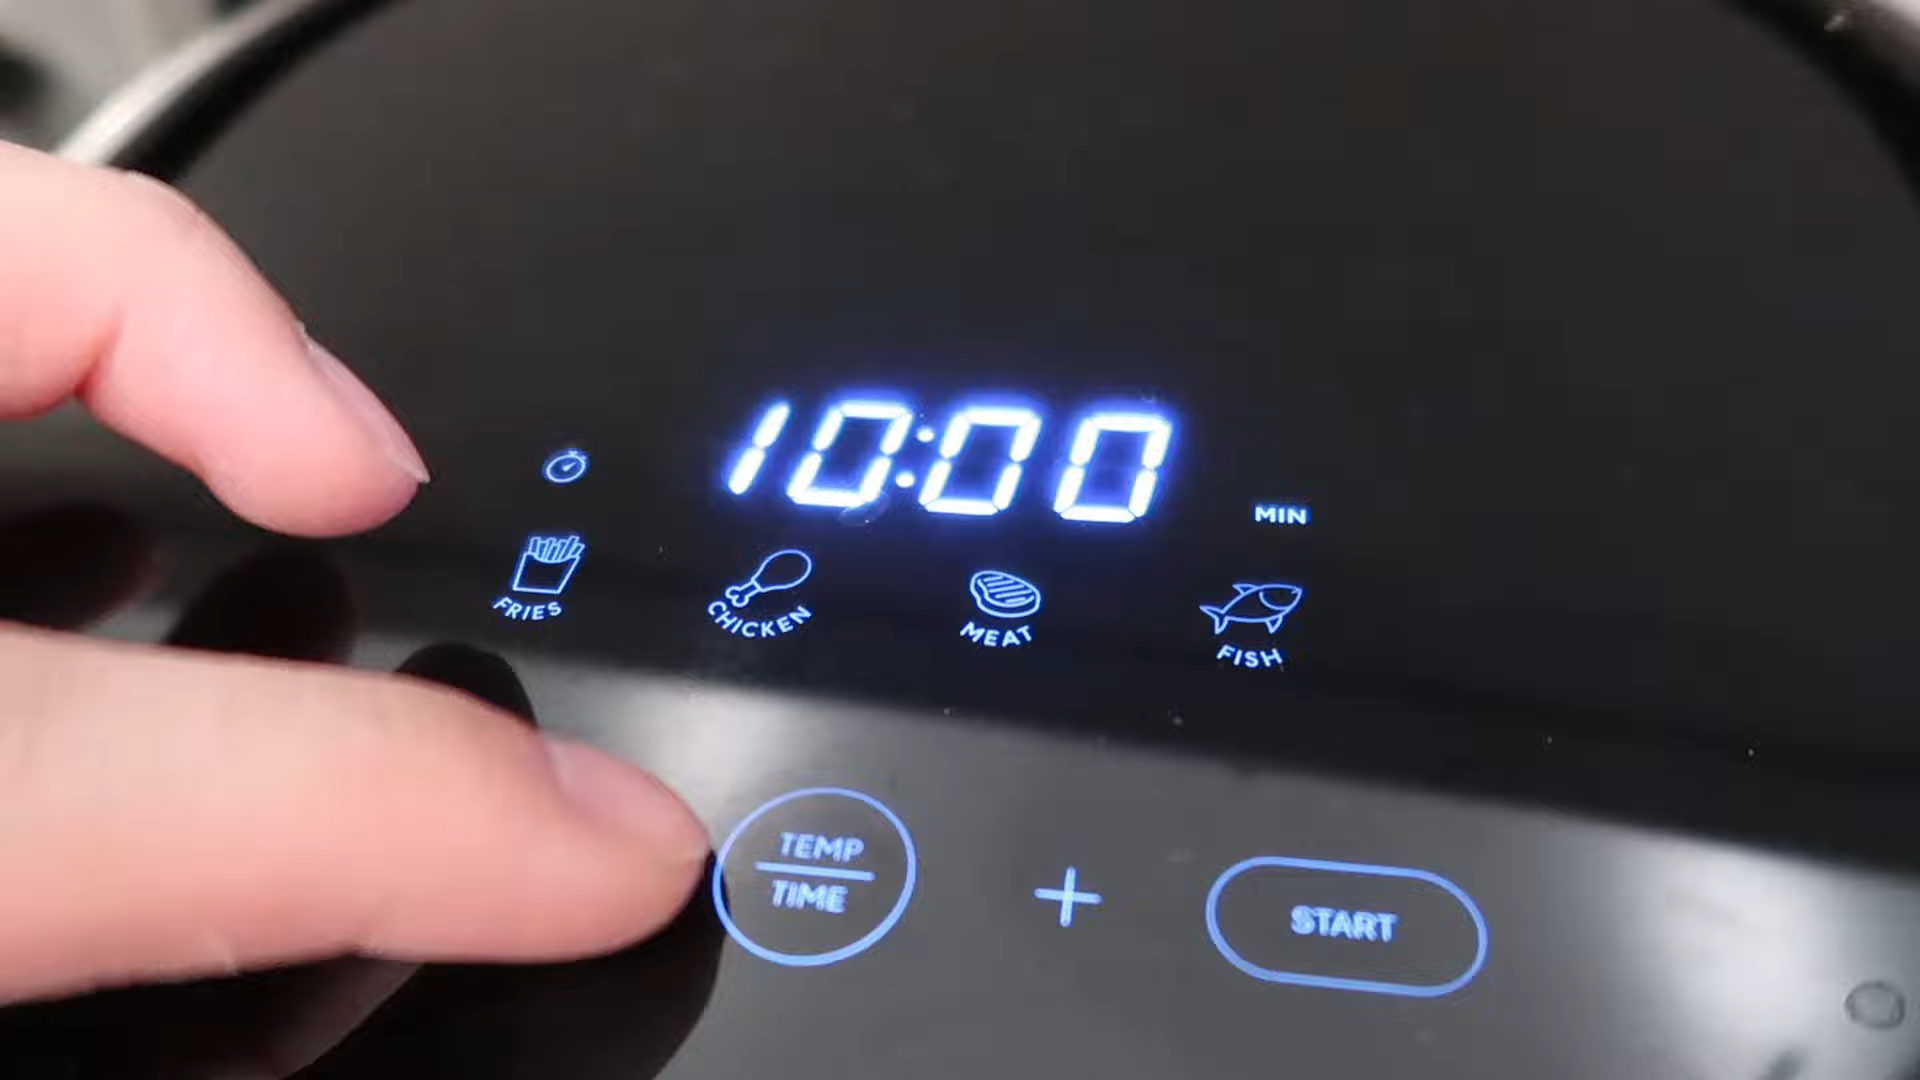 10:00
MIN
FRIES
CHICKEN
MEAT
FISH
TEMP
TIME
+
START